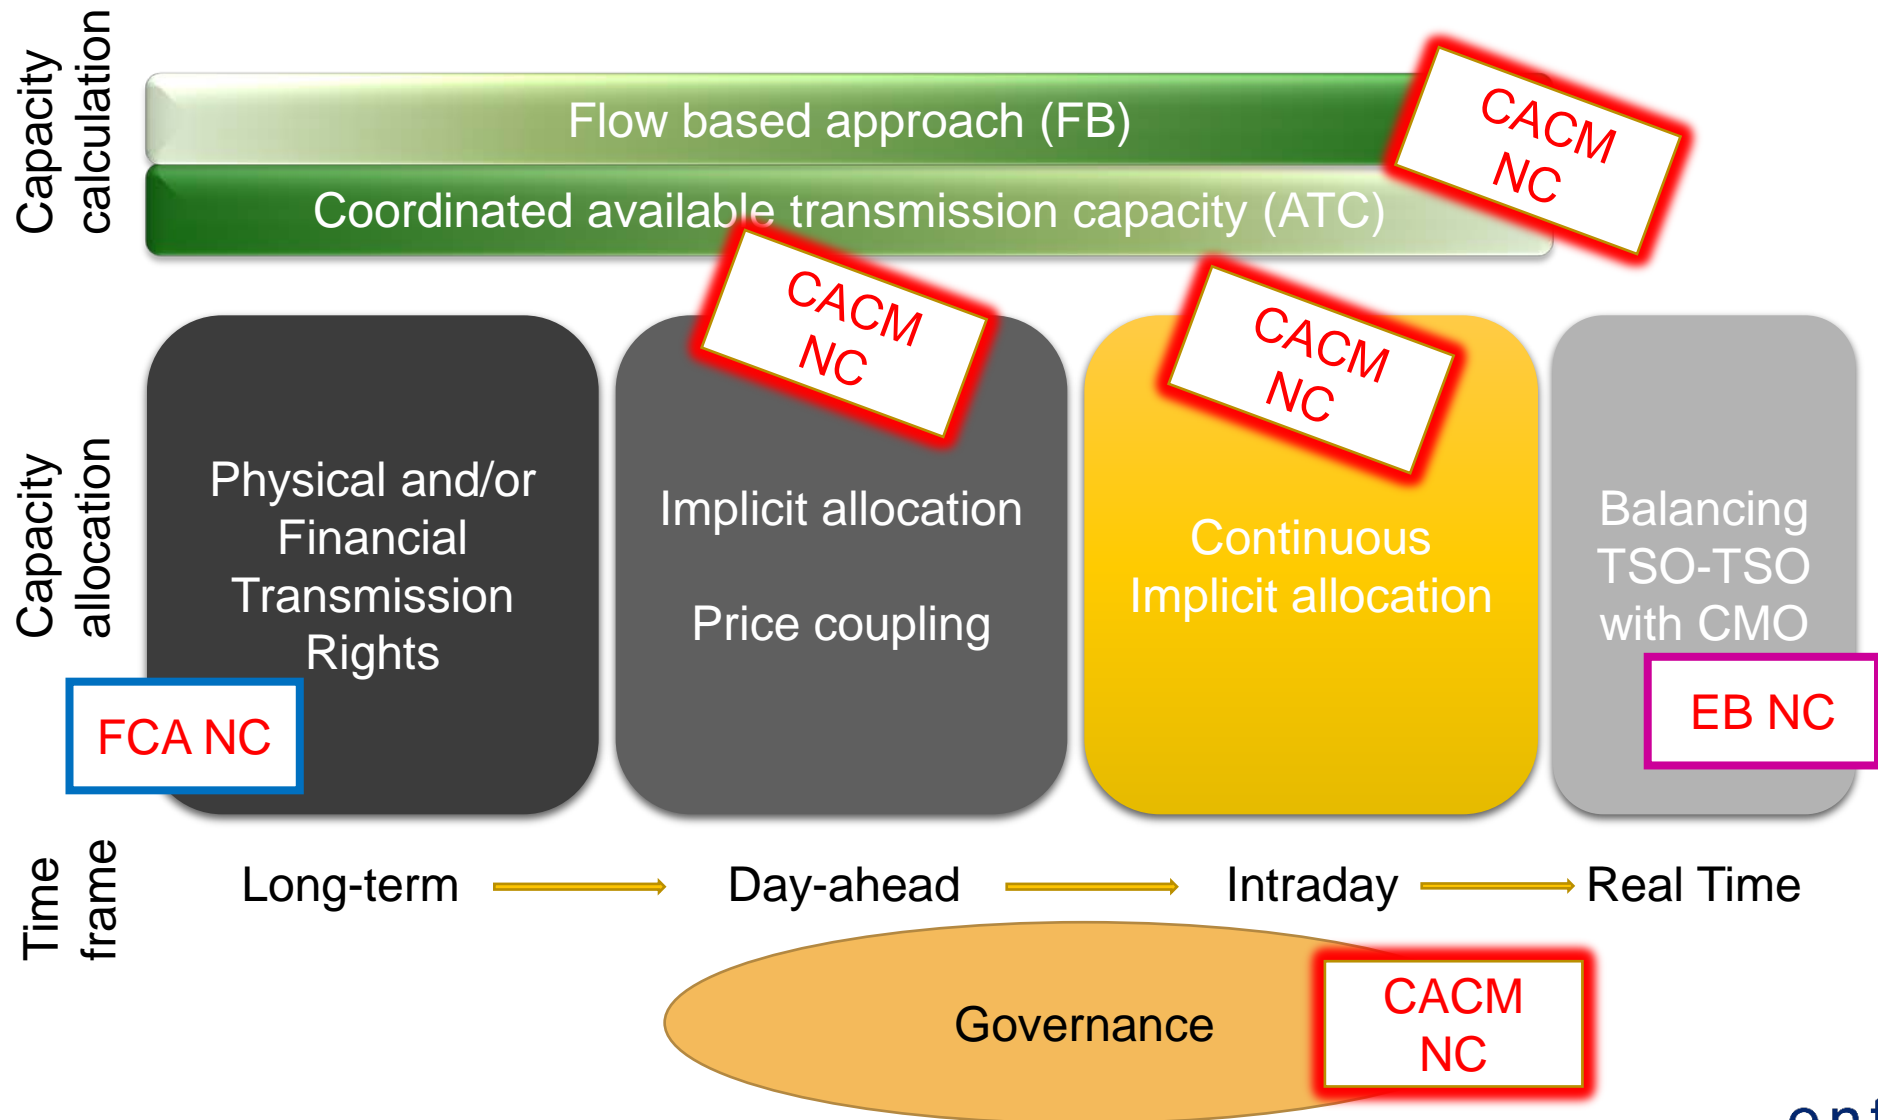 Capacity
calculation
Flow based approach (FB)
CACM
NC
Coordinated available transmission capacity (ATC)
CACM
NC
CACM
NC
Capacity
allocation
Physical and/or
Financial
Transmission
Rights
FCA NC
Implicit allocation
Price coupling
Continuous
Implicit allocation
Balancing
TSO-TSO
with CMO
EB NC
Time
frame
Long-term
Day-ahead
Intraday
Real Time
Governance
CACM
NC